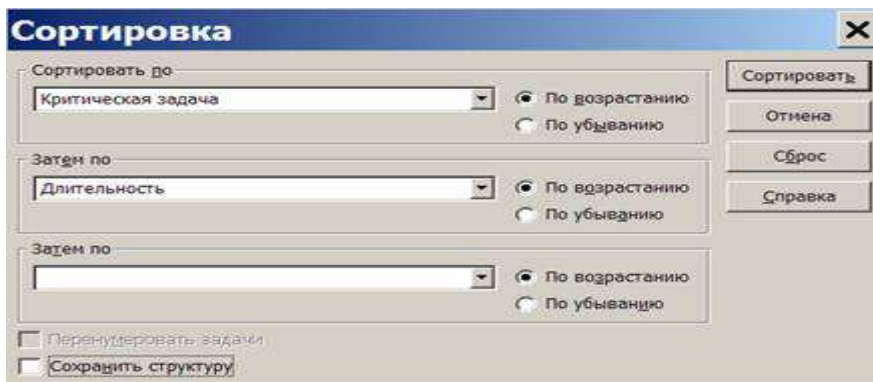 Сортировка
Сортировать по
Критическая задача
По возрастанию
По убыванию
Сортировать
Отмена
Затем по
Длительность
По возрастанию
По убыванию
Сброс
Справка
Затем по
По возрастанию
По убыванию
Перенумеровать задачи
Сохранить структуру